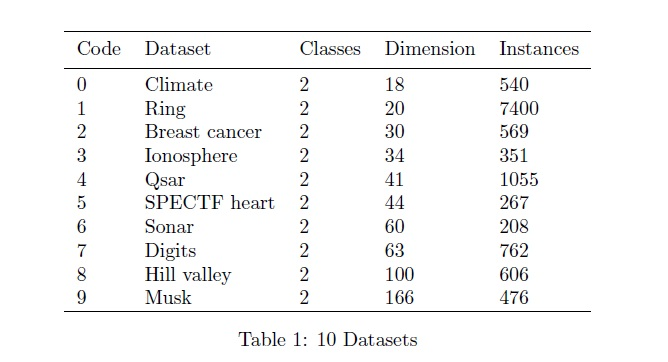 Code Dataset Classes Dimension Instances
0 Climate 2 18 540
1 Ring 2 20 7400
2 Breast cancer 2 30 569
3 Ionosphere 2 34 351
4 Qsar 2 41 1055
5 SPECTF heart 2 44 267
6 Sonar 2 60 208
7 Digits 2 63 762
8 Hill valley 2 100 606
9 Musk 2 166 476
Table 1: 10 Datasets